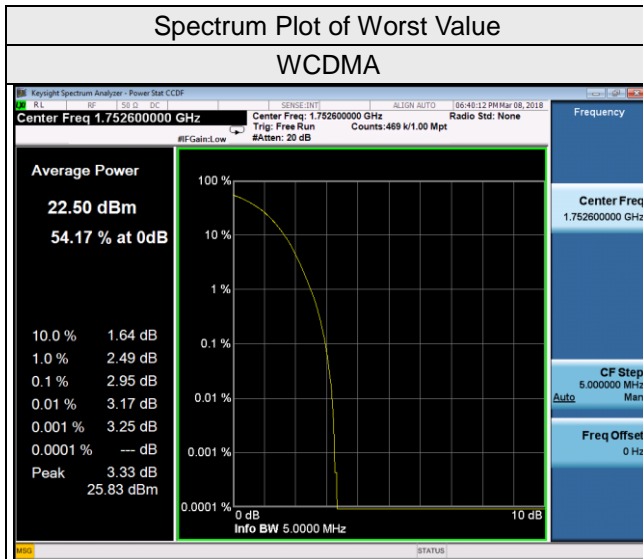 Spectrum Plot of Worst Value
WCDMA
Keysight Spectrum Analyzer - Power Stat CCDF
RL RF 50 Ω DC SENSE:INT ALIGN AUTO 06:40:12 PM Mar 08, 2018
Center Freq 1.752600000 GHz
Center Freq: 1.752600000 GHz Radio Std: None
Trig: Free Run Counts:469 k/1.00 Mpt
#IFGain:Low #Atten: 20 dB
Frequency
Average Power
22.50 dBm
54.17 % at 0dB
10.0 % 1.64 dB
1.0 % 2.49 dB
0.1 % 2.95 dB
0.01 % 3.17 dB
0.001 % 3.25 dB
0.0001 % --- dB
Peak 3.33 dB
25.83 dBm
100 %
10 %
1 %
0.1 %
0.01 %
0.001 %
0.0001 %
0 dB 10 dB
Info BW 5.0000 MHz
Center Freq
1.752600000 GHz
CF Step
5.000000 MHz
Auto Man
Freq Offset
0 Hz
MSG STATUS